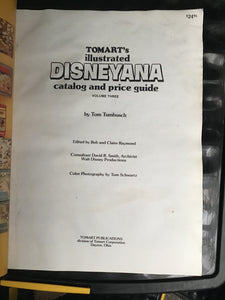 $24.95
TOMART's
illustrated
DISNEYANA
catalog and price guide
VOLUME THREE
by Tom Tumbusch
Edited by Bob and Claire Raymond
Consultant David R. Smith, Archivist
Walt Disney Productions
Color Photography by Tom Schwartz
TOMART PUBLICATIONS
division of Tomart Corporation
Dayton, Ohio